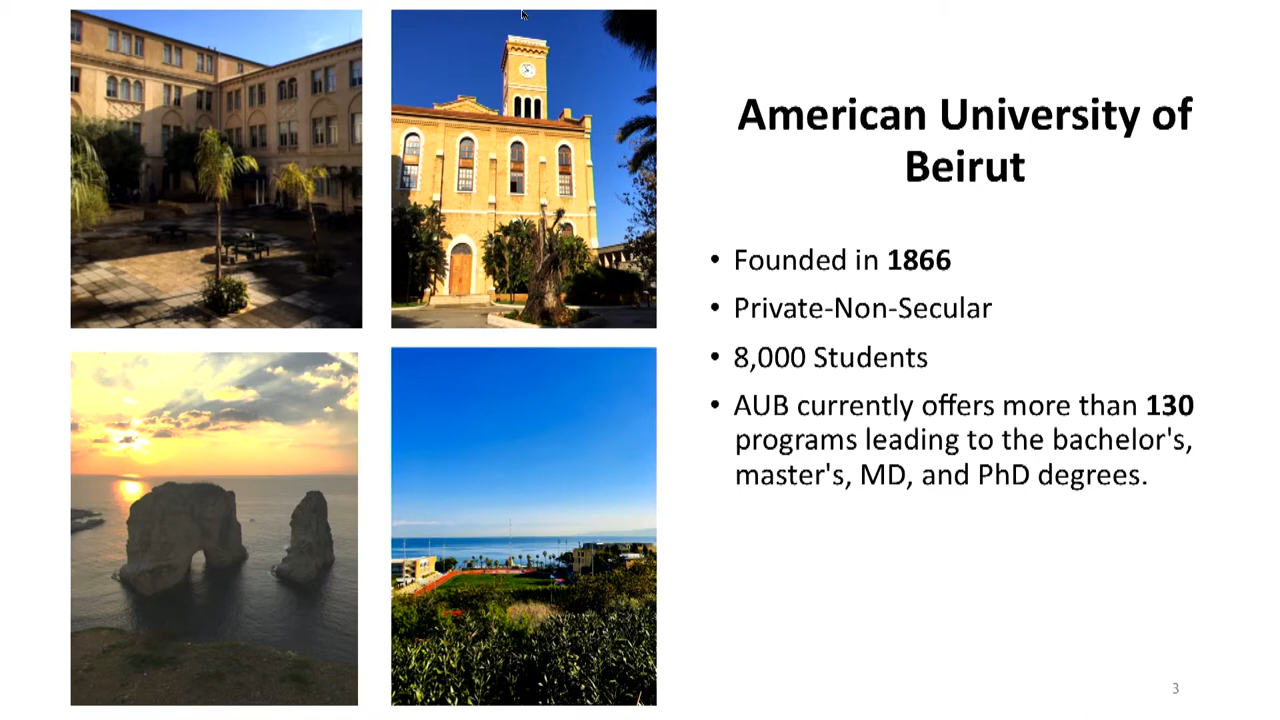 American University of
Beirut
• Founded in 1866
• Private-Non-Secular
• 8,000 Students
• AUB currently offers more than 130
programs leading to the bachelor's,
master's, MD, and PhD degrees.
3